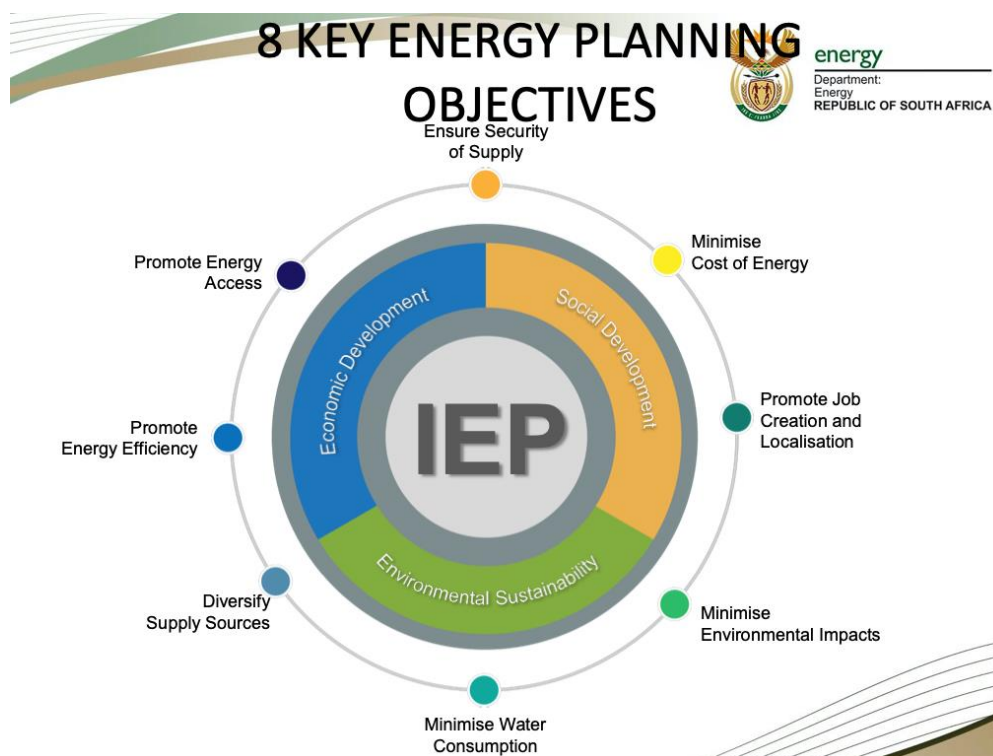 8 KEY ENERGY PLANNING
OBJECTIVES
energy
Department:
Energy
REPUBLIC OF SOUTH AFRICA
Ensure Security
of Supply
Minimise
Cost of Energy
Promote Job
Creation and
Localisation
Minimise
Environmental Impacts
Minimise Water
Consumption
Diversify
Supply Sources
Promote
Energy Efficiency
Promote Energy
Access
Economic Development
Social Development
Environmental Sustainability
IEP